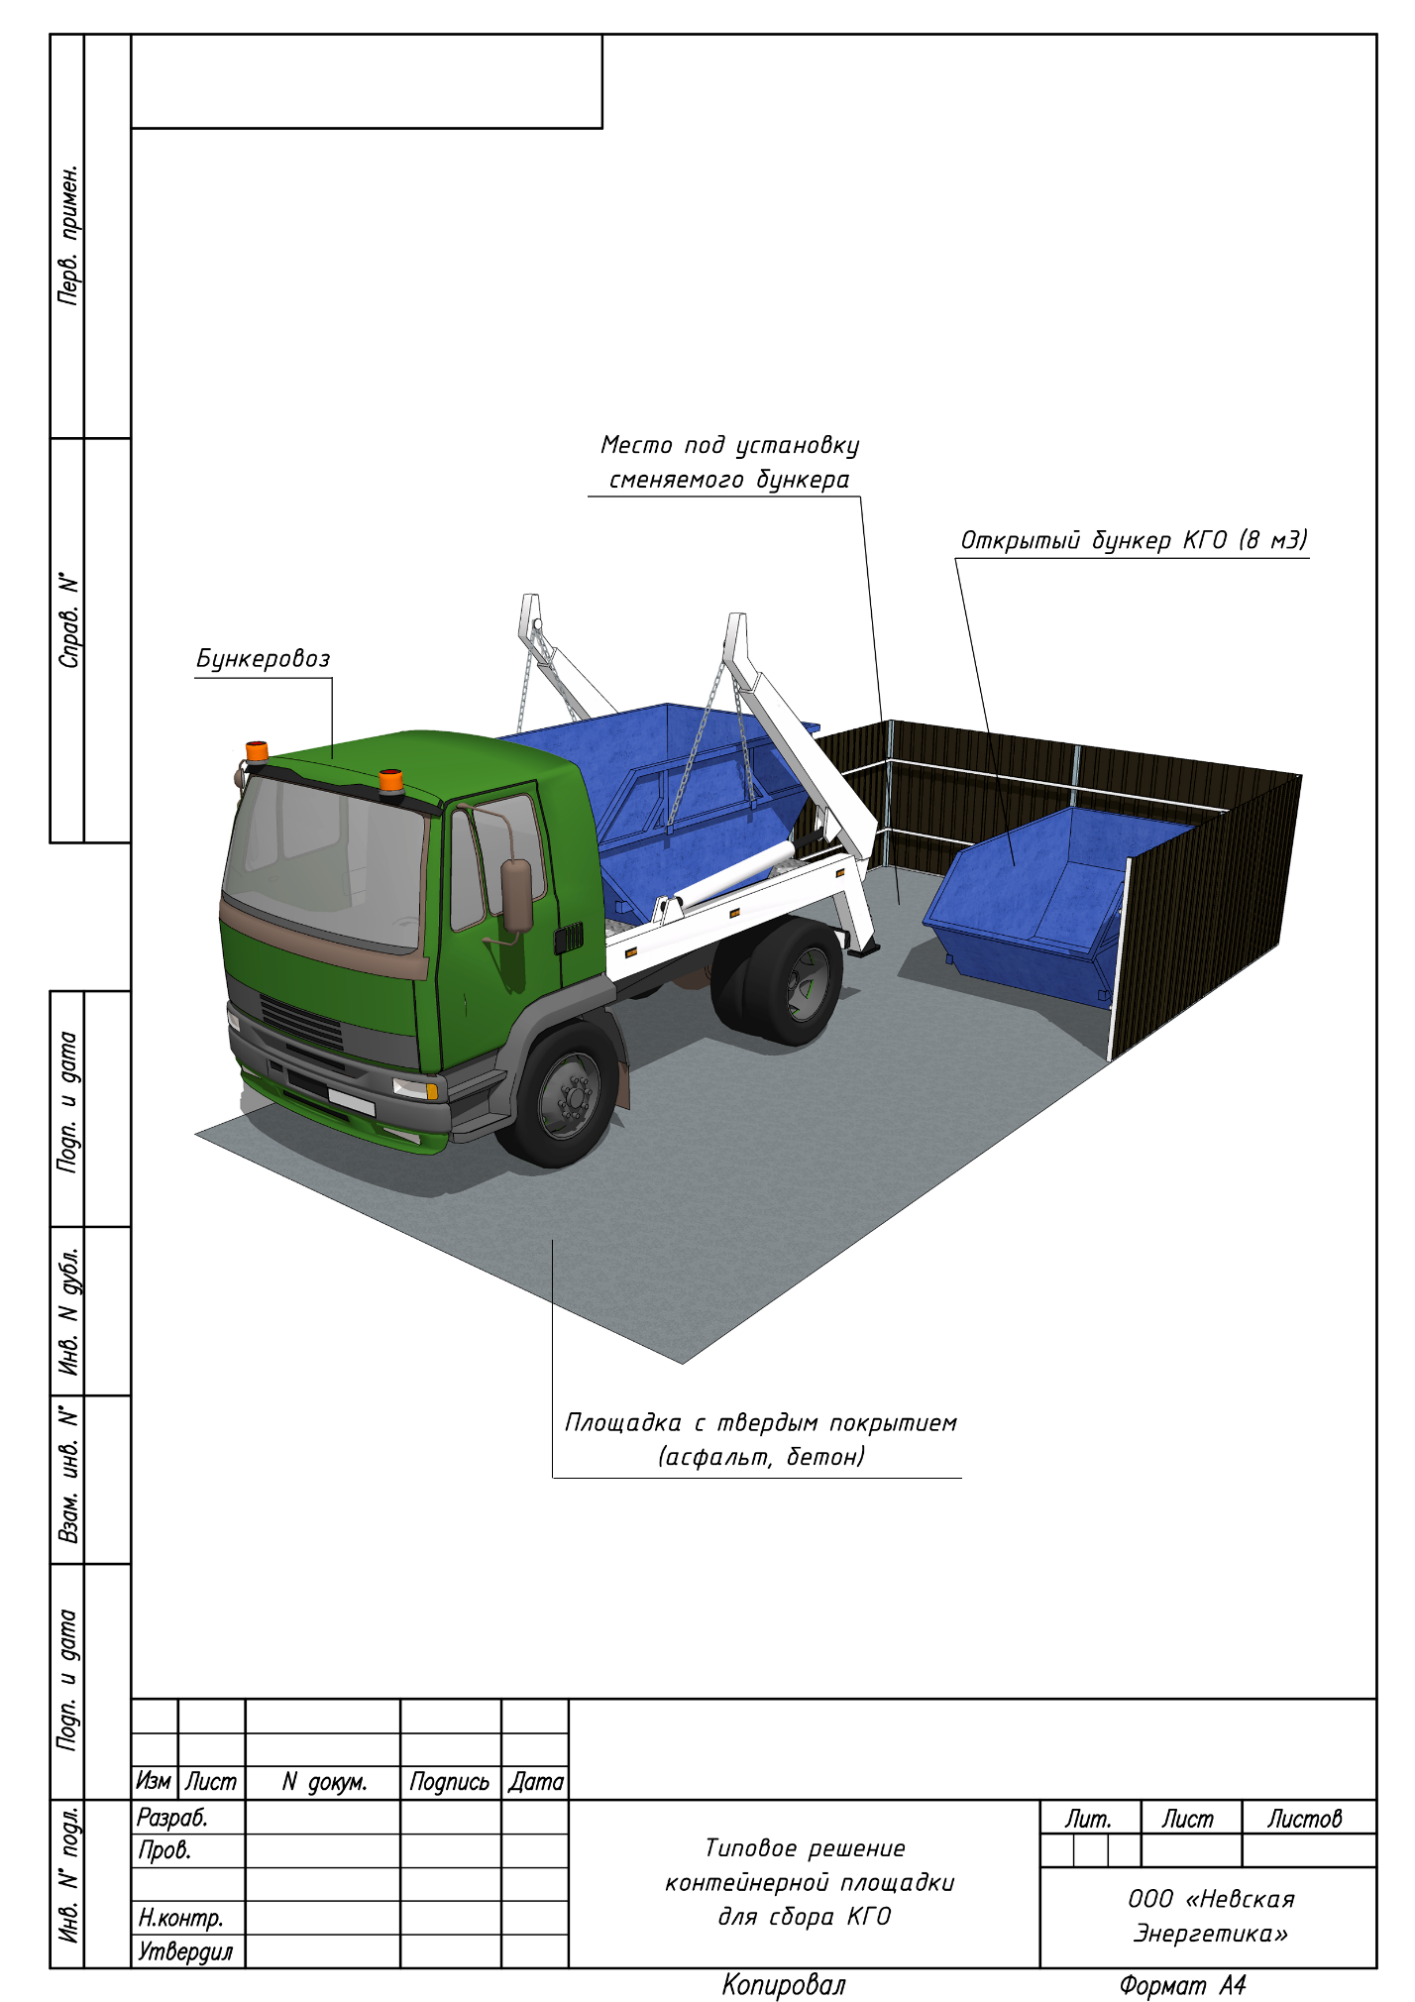 Перв. примен.
Справ. N°
Подп. и дата
Инв. N дубл.
Взам. инв. N°
Подп. и дата
Инв. N° подл.
Место под установку
сменяемого бункера
Открытый бункер КГО (8 м3)
Бункеровоз
Площадка с твердым покрытием
(асфальт, бетон)
Изм Лист N докум. Подпись Дата
Разраб.
Пров.
Н.контр.
Утвердил
Типовое решение
контейнерной площадки
для сбора КГО
Лит. Лист Листов
ООО «Невская
Энергетика»
Копировал Формат А4